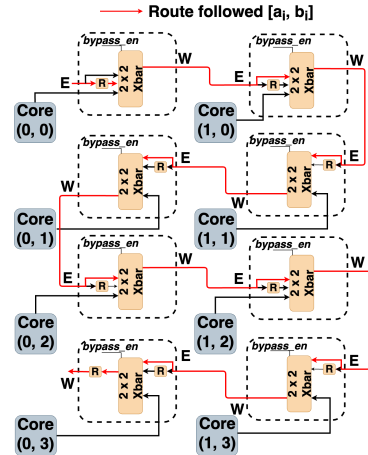 Route followed [a_i, b_i]
bypass_en
E
R
2 x 2
Xbar
W
Core
(0, 0)
bypass_en
E
R
2 x 2
Xbar
W
Core
(1, 0)
bypass_en
W
2 x 2
Xbar
R
E
Core
(0, 1)
bypass_en
W
2 x 2
Xbar
R
E
Core
(1, 1)
bypass_en
E
R
2 x 2
Xbar
W
Core
(0, 2)
bypass_en
E
R
2 x 2
Xbar
W
Core
(1, 2)
bypass_en
W
R
R
2 x 2
Xbar
R
E
Core
(0, 3)
bypass_en
W
2 x 2
Xbar
R
E
Core
(1, 3)